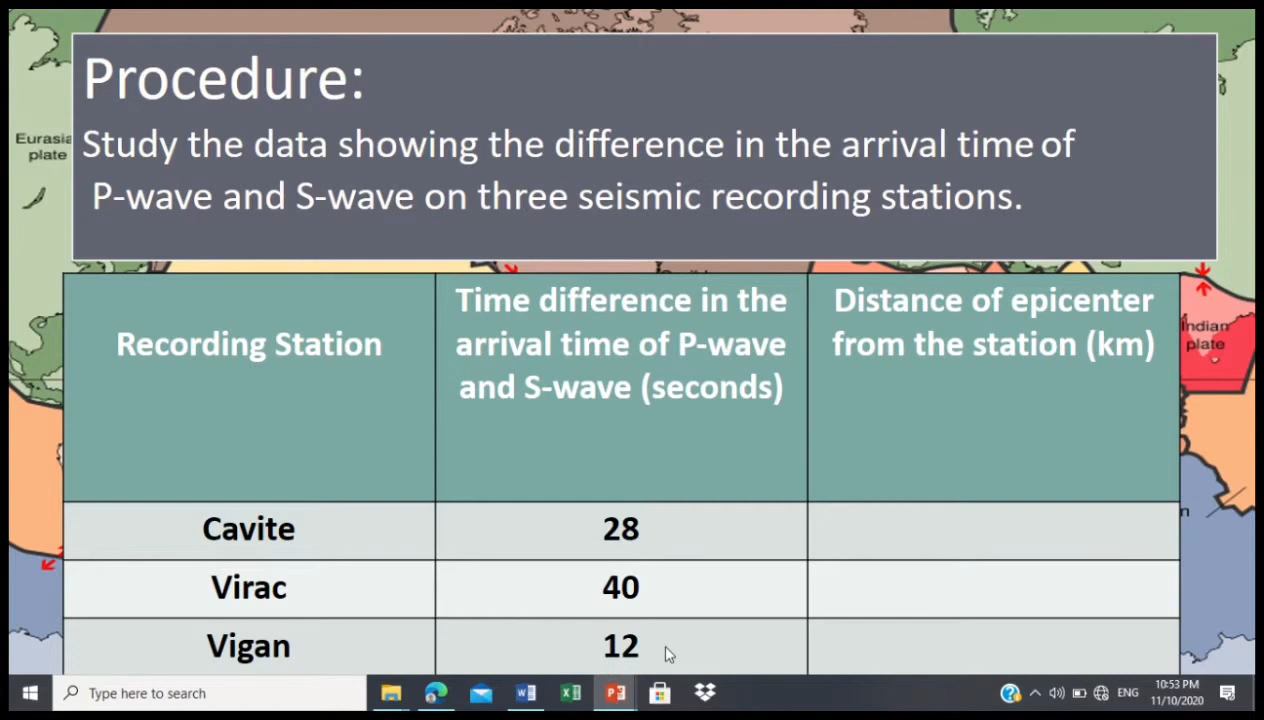 Procedure:
Eurasia
plate
Study the data showing the difference in the arrival time of
P-wave and S-wave on three seismic recording stations.
Recording Station
Time difference in the
arrival time of P-wave
and S-wave (seconds)
Distance of epicenter
from the station (km)
Indian
plate
n
Cavite
28
Virac
40
Vigan
12
Type here to search
ENG
10:53 PM
11/10/2020